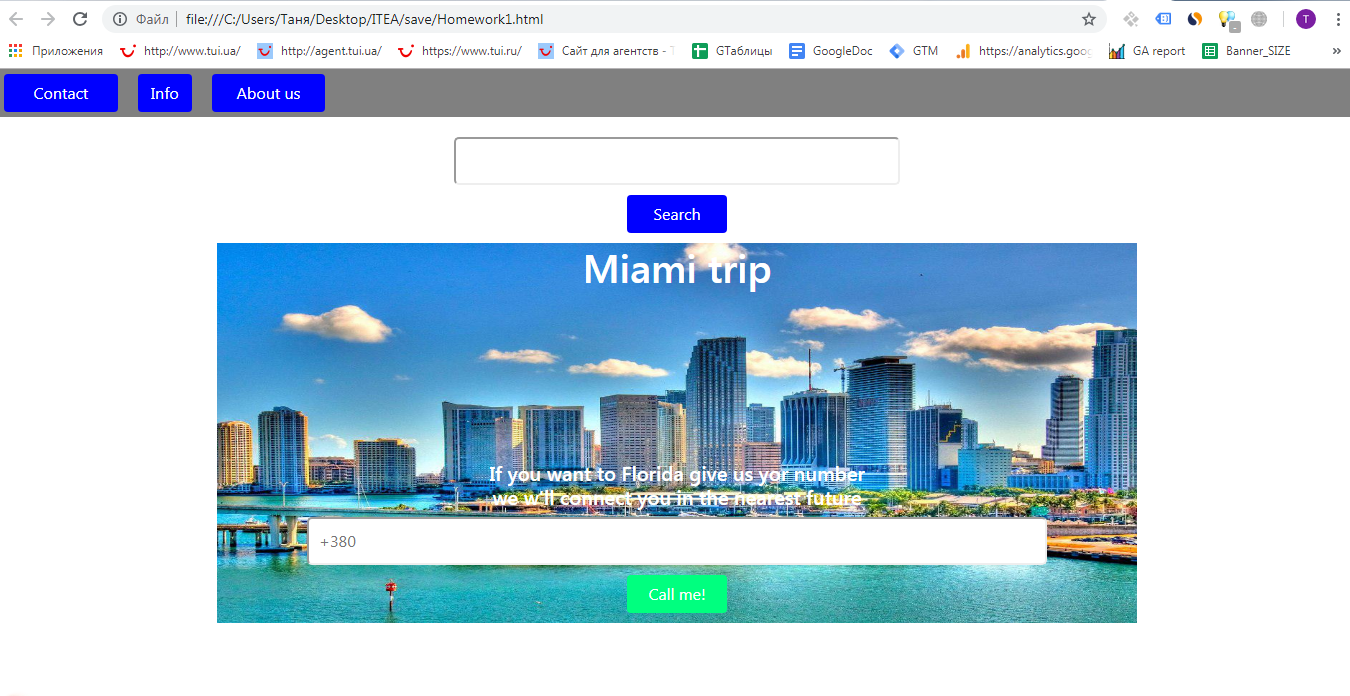 Файл file:///C:/Users/Таня/Desktop/ITEA/save/Homework1.html
T
Приложения http://www.tui.ua/ http://agent.tui.ua/ https://www.tui.ru/ Сайт для агентств - GТаблицы GoogleDoc GTM https://analytics.goog GA report Banner_SIZE »
Contact Info About us
Search
Miami trip
If you want to Florida give us yor number
we w'll connect you in the nearest future
+380
Call me!